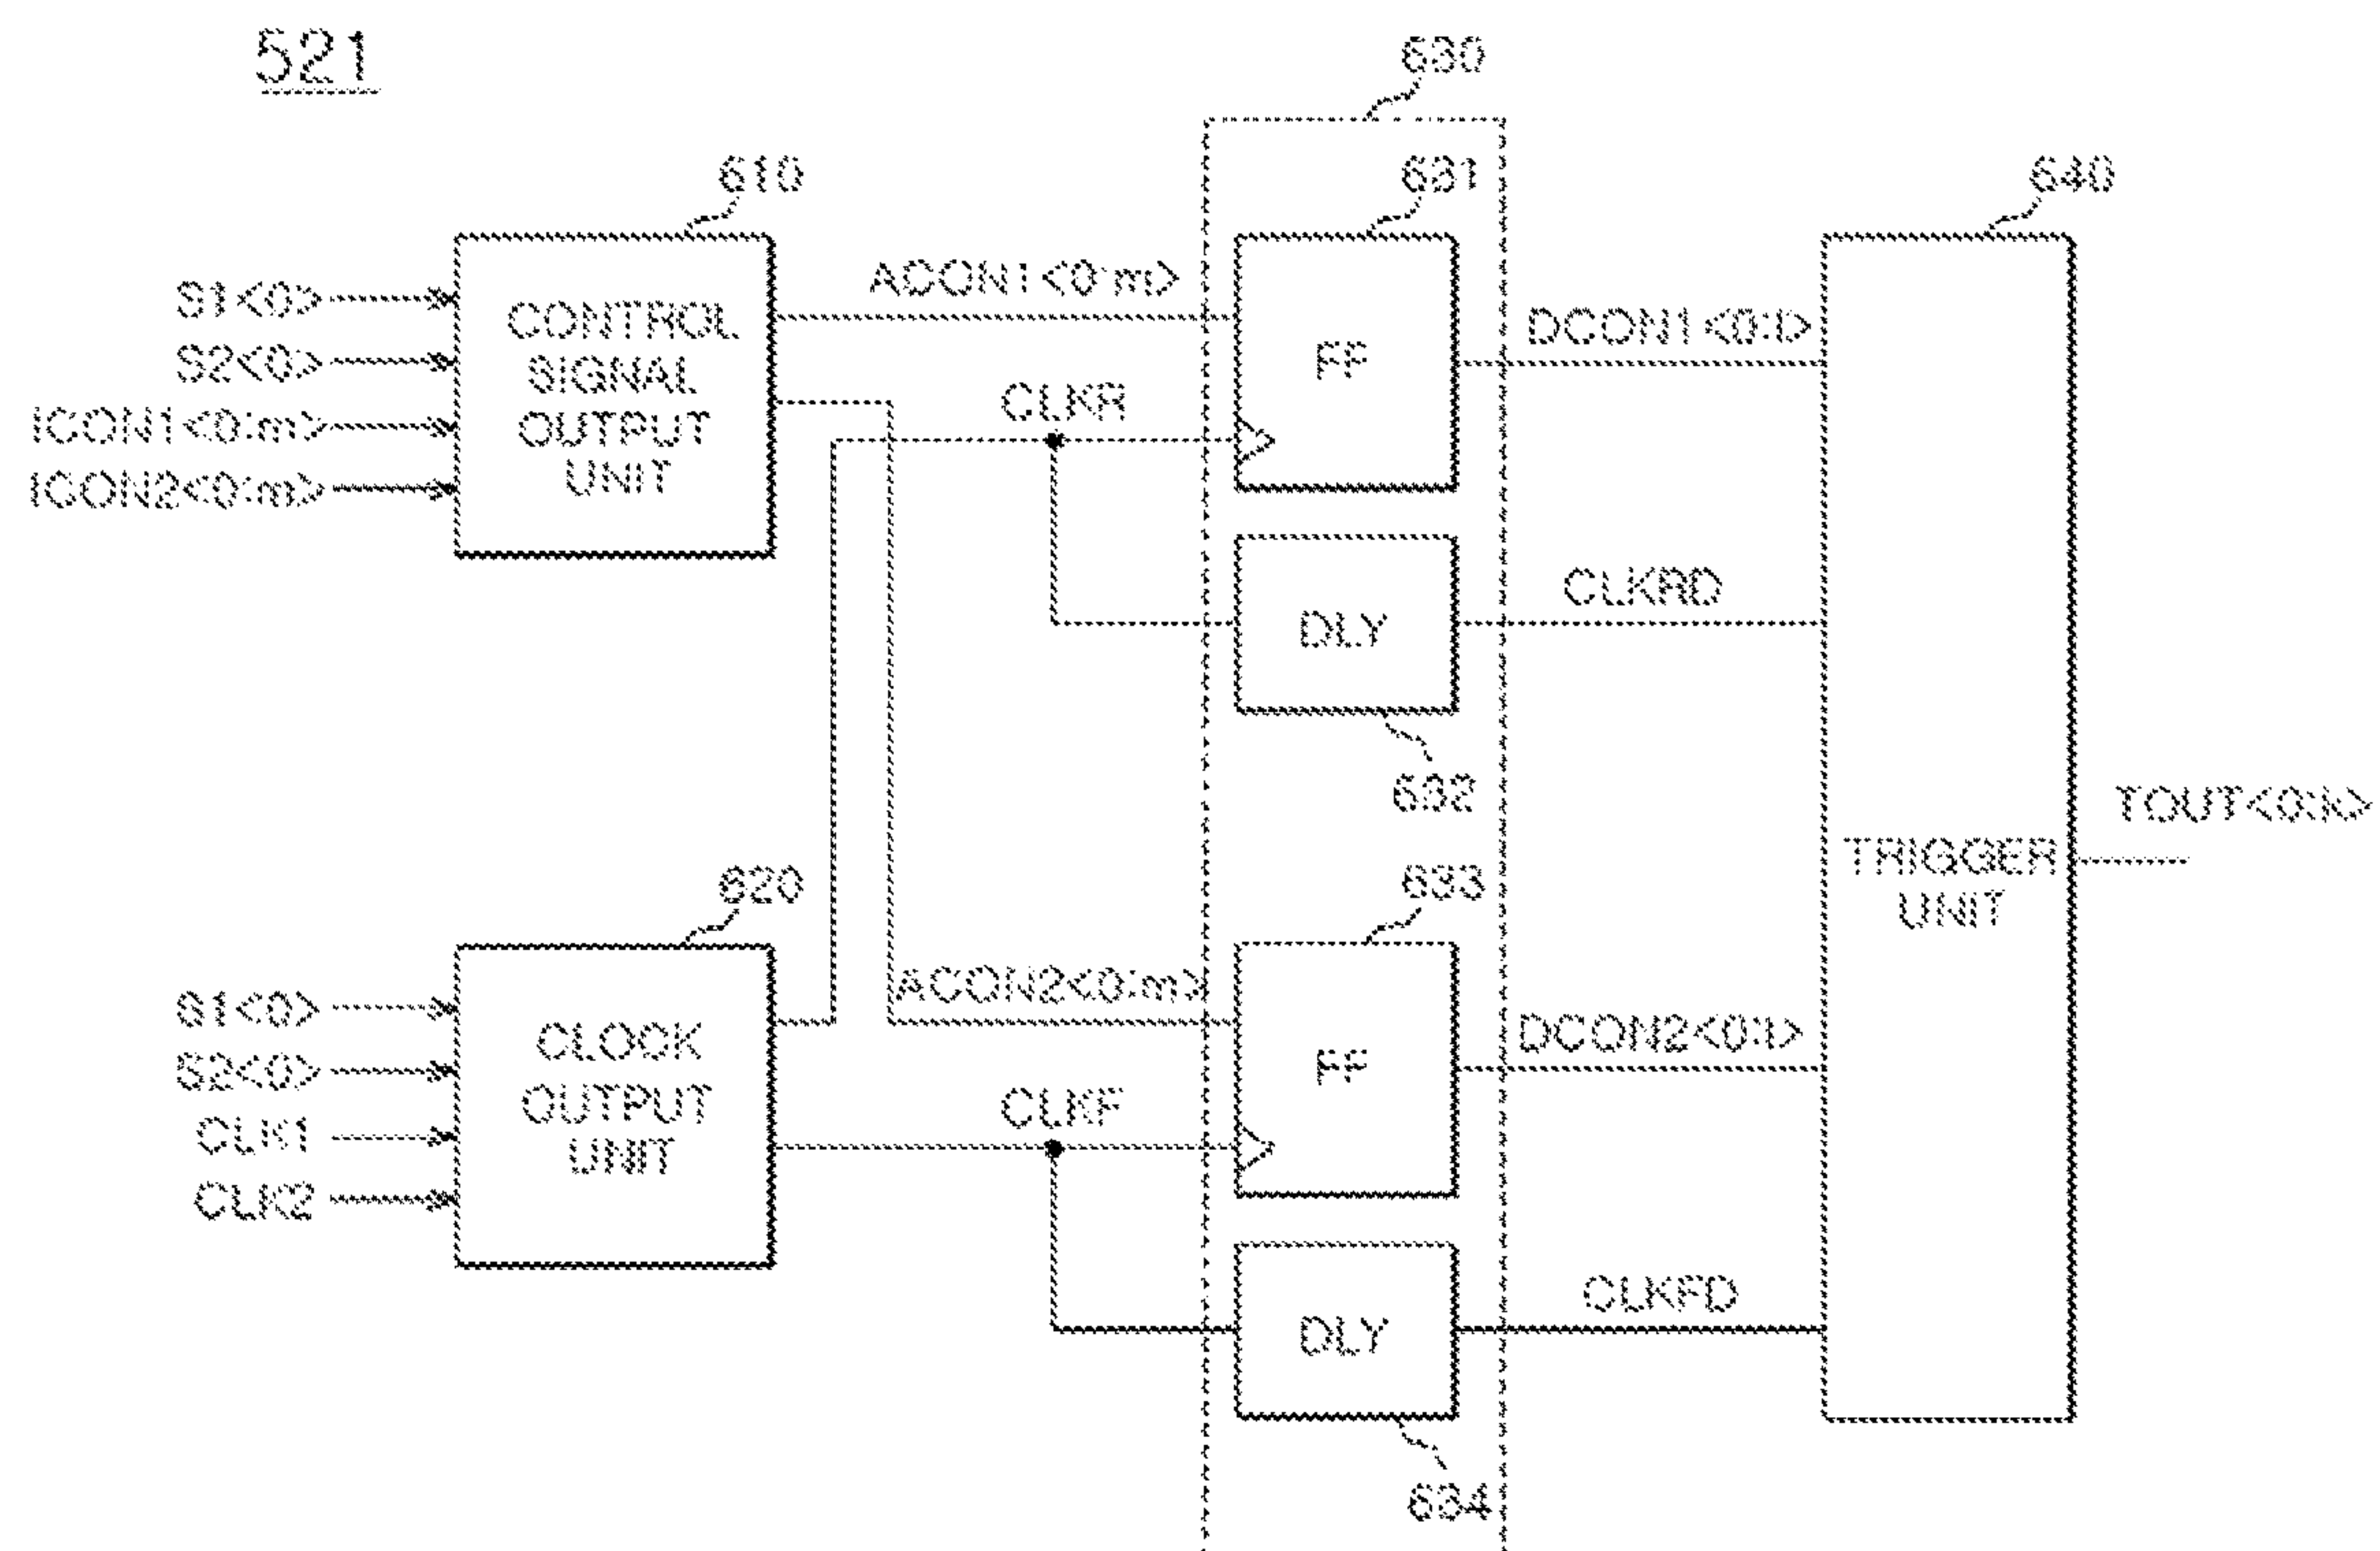 521
630
610
631
640
S1<0>
S2<0>
ICON1<0:m>
ICON2<0:m>
CONTROL
SIGNAL
OUTPUT
UNIT
ACON1<0:m>
CLKR
FF
DCON1<0:l>
DLY
CLKRD
632
TOUT<0:k>
TRIGGER
UNIT
620
633
S1<0>
S2<0>
CLK1
CLK2
CLOCK
OUTPUT
UNIT
ACON2<0:m>
CLKF
FF
DCON2<0:l>
DLY
CLKFD
634